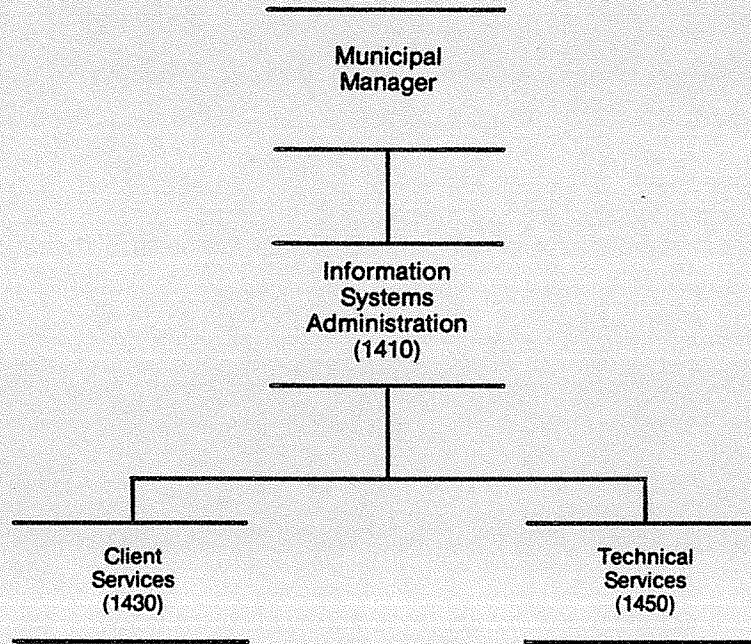 Municipal
Manager
Information
Systems
Administration
(1410)
Client
Services
(1430)
Technical
Services
(1450)